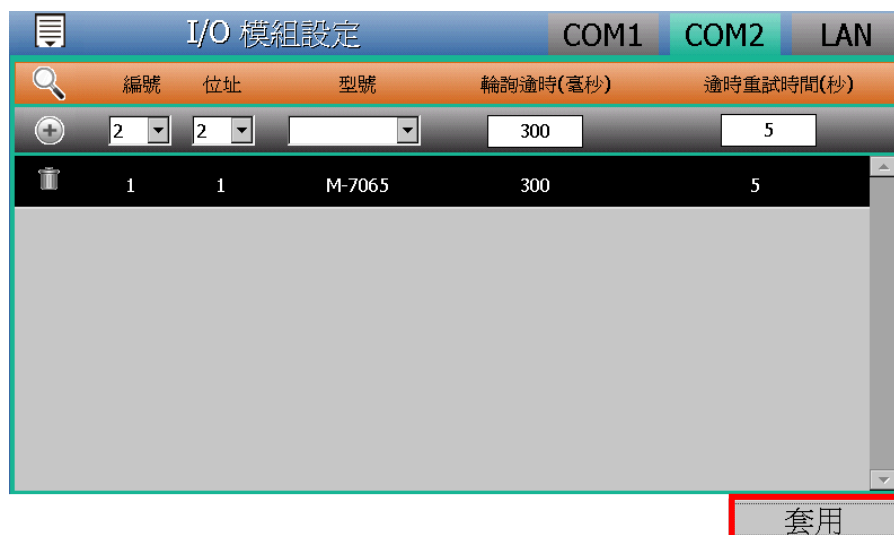 I/O 模組設定 COM1 COM2 LAN
編號 位址 型號 輪詢逾時(毫秒) 逾時重試時間(秒)
2 2 300 5
1 1 M-7065 300 5
套用